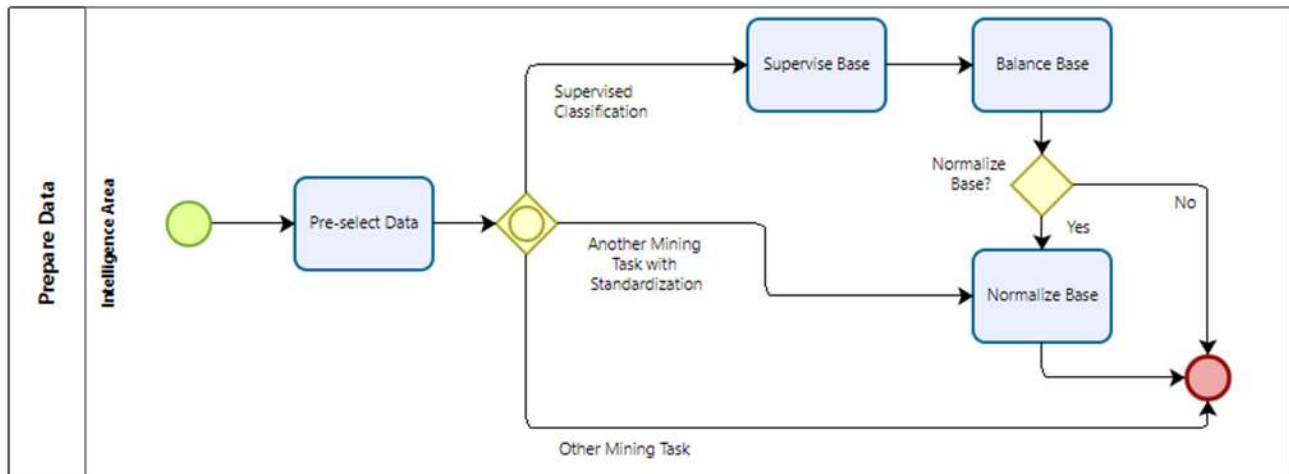 Prepare Data
Intelligence Area
Pre-select Data
Supervised
Classification
Supervise Base
Balance Base
Normalize
Base?
No
Yes
Another Mining
Task with
Standardization
Normalize Base
Other Mining Task